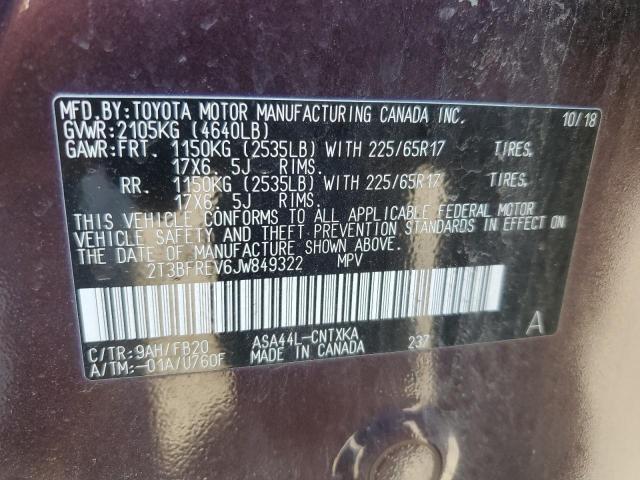 MFD.BY:TOYOTA MOTOR MANUFACTURING CANADA INC. 10/18
GVWR:2105KG (4640LB)
GAWR:FRT. 1150KG (2535LB) WITH 225/65R17 TIRES.
17X6.5J RIMS.
RR. 1150KG (2535LB) WITH 225/65R17 TIRES.
17X6.5J RIMS.
THIS VEHICLE CONFORMS TO ALL APPLICABLE FEDERAL MOTOR
VEHICLE SAFETY AND THEFT PREVENTION STANDARDS IN EFFECT ON
THE DATE OF MANUFACTURE SHOWN ABOVE.
2T3BFREV6JW849322 MPV
A
C/TR:9AH/FB20 ASA44L-CNTXKA 237
A/TM:-01A/U760F MADE IN CANADA